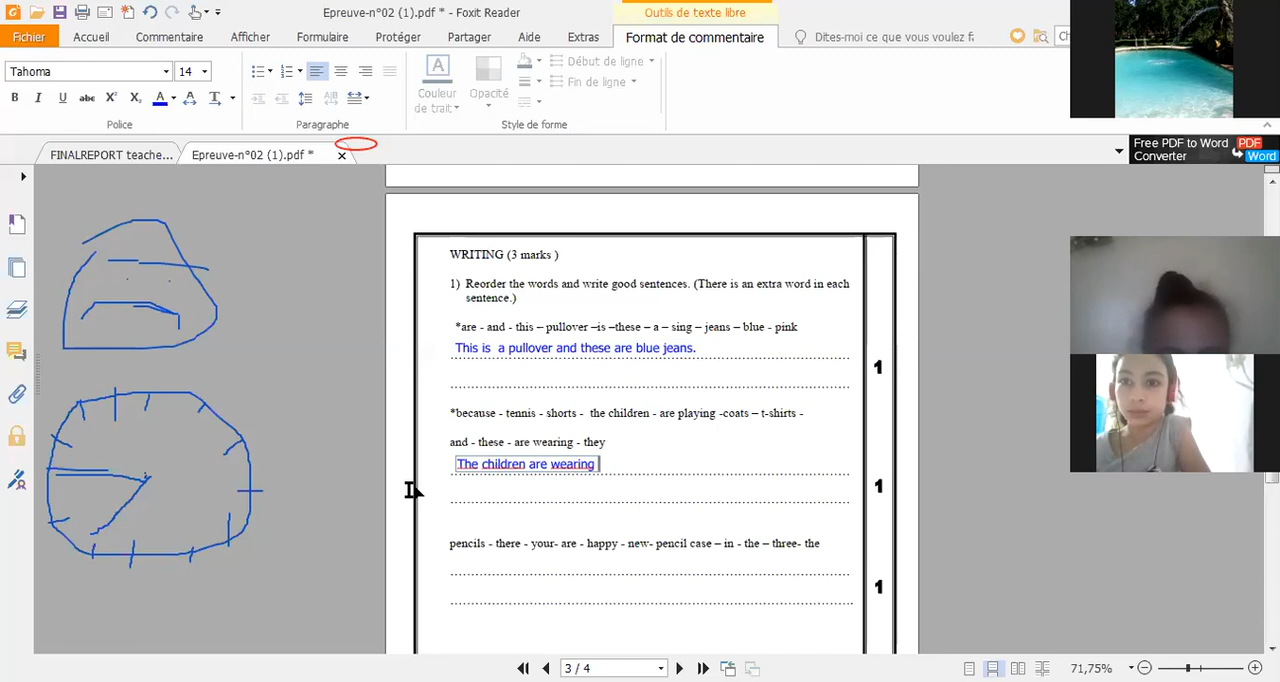 Epreuve-n°02 (1).pdf * - Foxit Reader
Outils de texte libre
Fichier
Accueil
Commentaire
Afficher
Formulaire
Protéger
Partager
Aide
Extras
Format de commentaire
Dites-moi ce que vous voulez f
Tahoma
14
Police
Paragraphe
Couleur
de trait
Opacité
Début de ligne
Fin de ligne
Style de forme
FINALREPORT teache...
Epreuve-n°02 (1).pdf *
Free PDF to Word
Converter
PDF
Word
WRITING (3 marks )
1) Reorder the words and write good sentences. (There is an extra word in each
sentence.)
*are - and - this – pullover –is –these – a – sing – jeans – blue - pink
This is a pullover and these are blue jeans.
1
*because - tennis - shorts - the children - are playing -coats – t-shirts -
and - these - are wearing - they
The children are wearing
1
pencils - there - your- are - happy - new- pencil case – in - the – three- the
1
3 / 4
71,75%